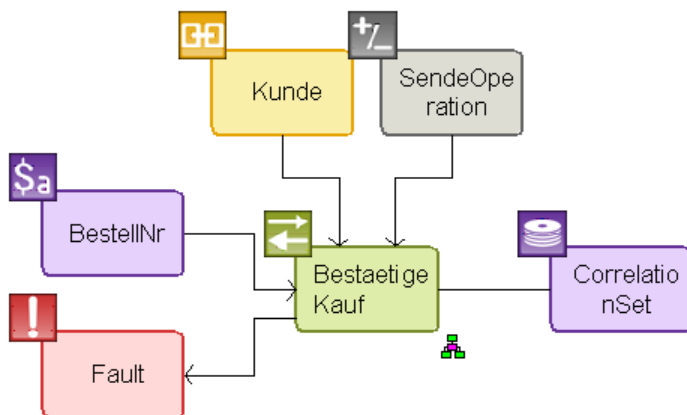 +/_
Kunde
SendeOpe
ration
$a
BestellNr
Bestaetige
Kauf
Correlatio
nSet
!
Fault